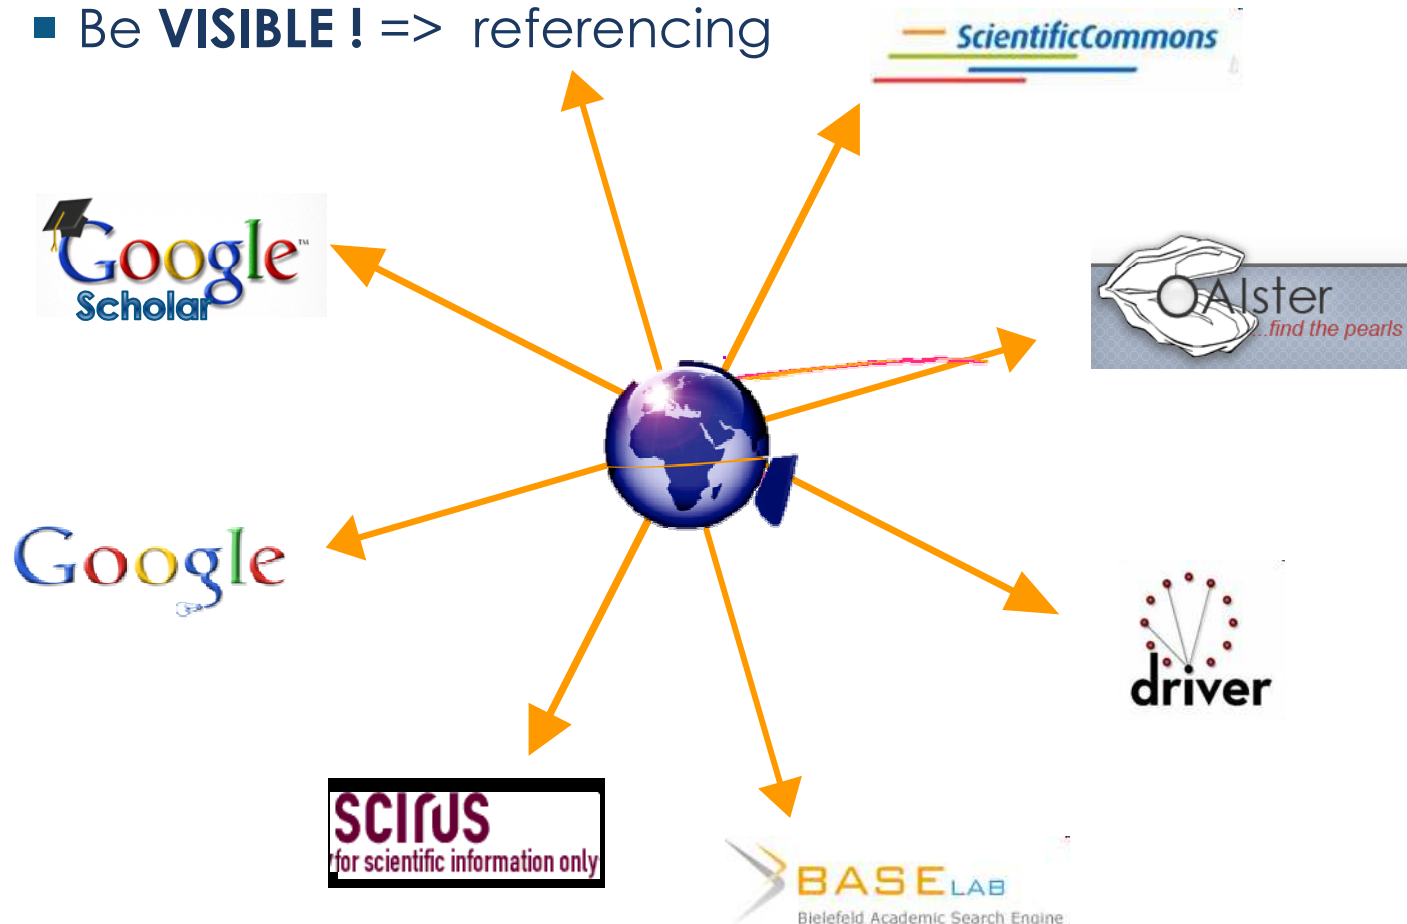 Be VISIBLE ! => referencing
ScientificCommons
Google™
Scholar
OAIster
...find the pearls
Google
driver
scirus
for scientific information only
BASE LAB
Bielefeld Academic Search Engine